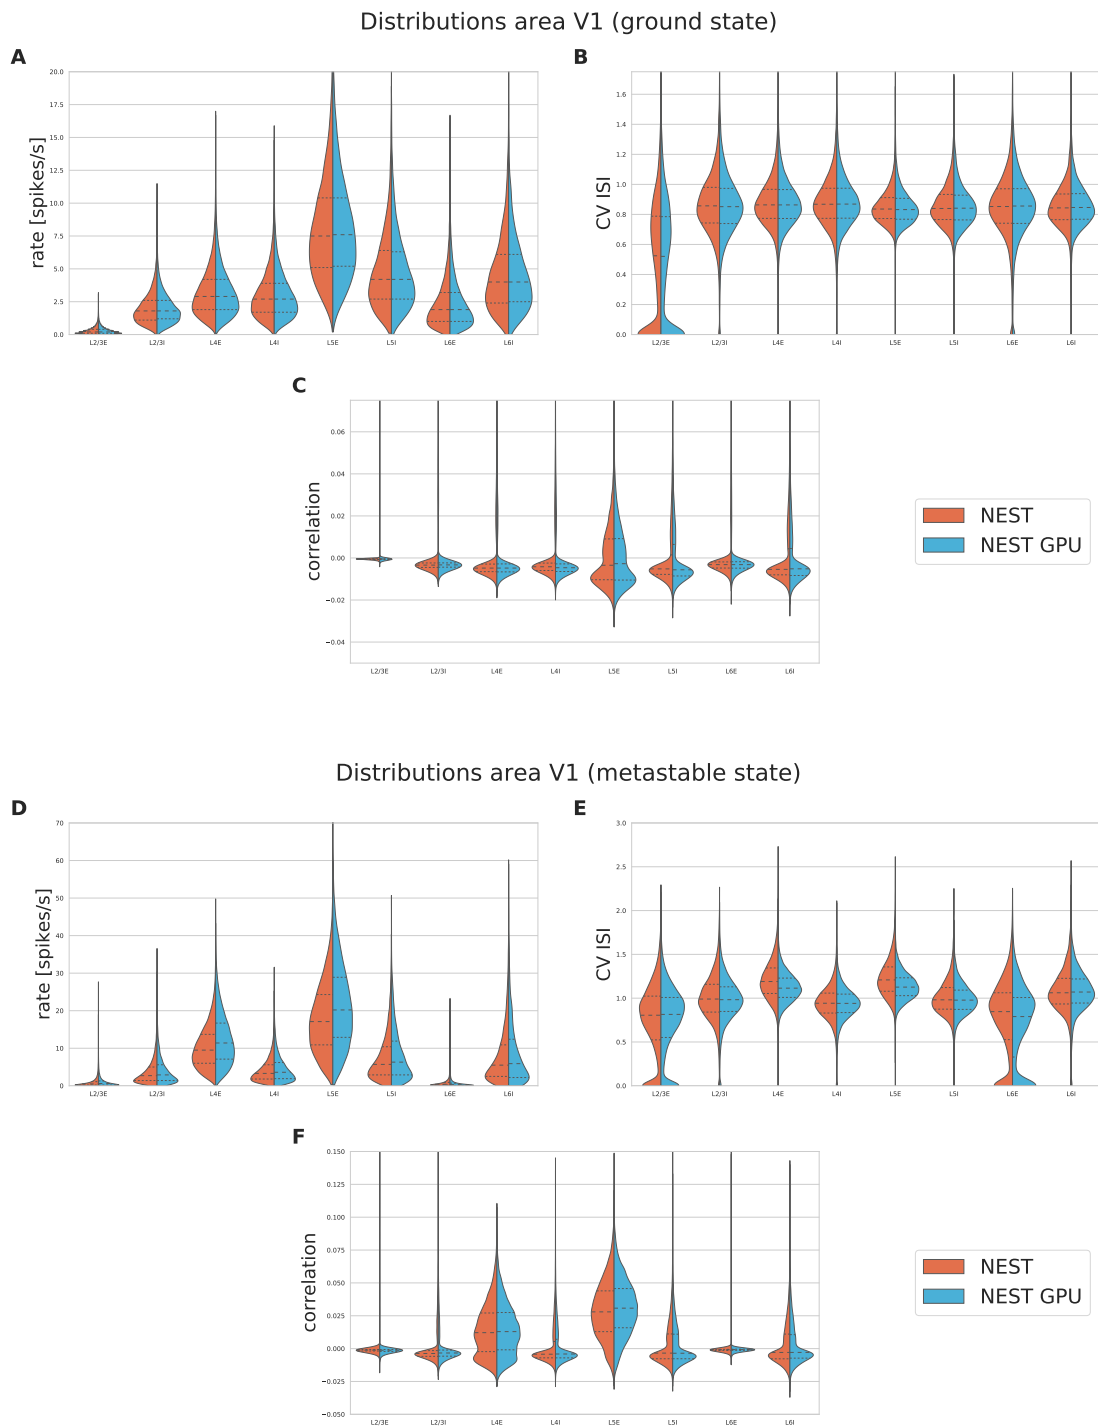 Distributions area V1 (ground state)
A
rate [spikes/s]
20.0
17.5
15.0
12.5
10.0
7.5
5.0
2.5
0.0
L2/3E L2/3I L4E L4I L5E L5I L6E L6I
B
CV ISI
1.6
1.4
1.2
1.0
0.8
0.6
0.4
0.2
0.0
L2/3E L2/3I L4E L4I L5E L5I L6E L6I
C
correlation
0.06
0.04
0.02
0.00
−0.02
−0.04
L2/3E L2/3I L4E L4I L5E L5I L6E L6I
NEST
NEST GPU
Distributions area V1 (metastable state)
D
rate [spikes/s]
70
60
50
40
30
20
10
0
L2/3E L2/3I L4E L4I L5E L5I L6E L6I
E
CV ISI
3.0
2.5
2.0
1.5
1.0
0.5
0.0
L2/3E L2/3I L4E L4I L5E L5I L6E L6I
F
correlation
0.150
0.125
0.100
0.075
0.050
0.025
0.000
−0.025
−0.050
L2/3E L2/3I L4E L4I L5E L5I L6E L6I
NEST
NEST GPU